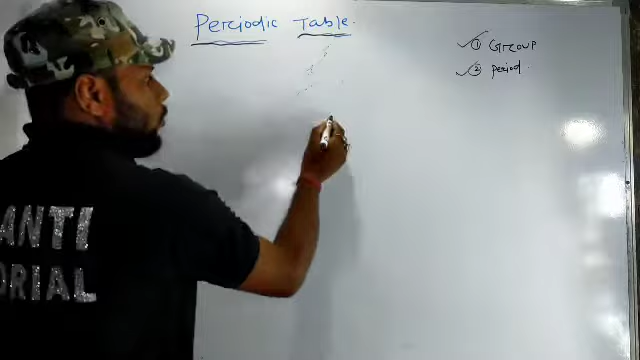 Periodic Table.
① Group
② Period.
ANTI
ORIAL